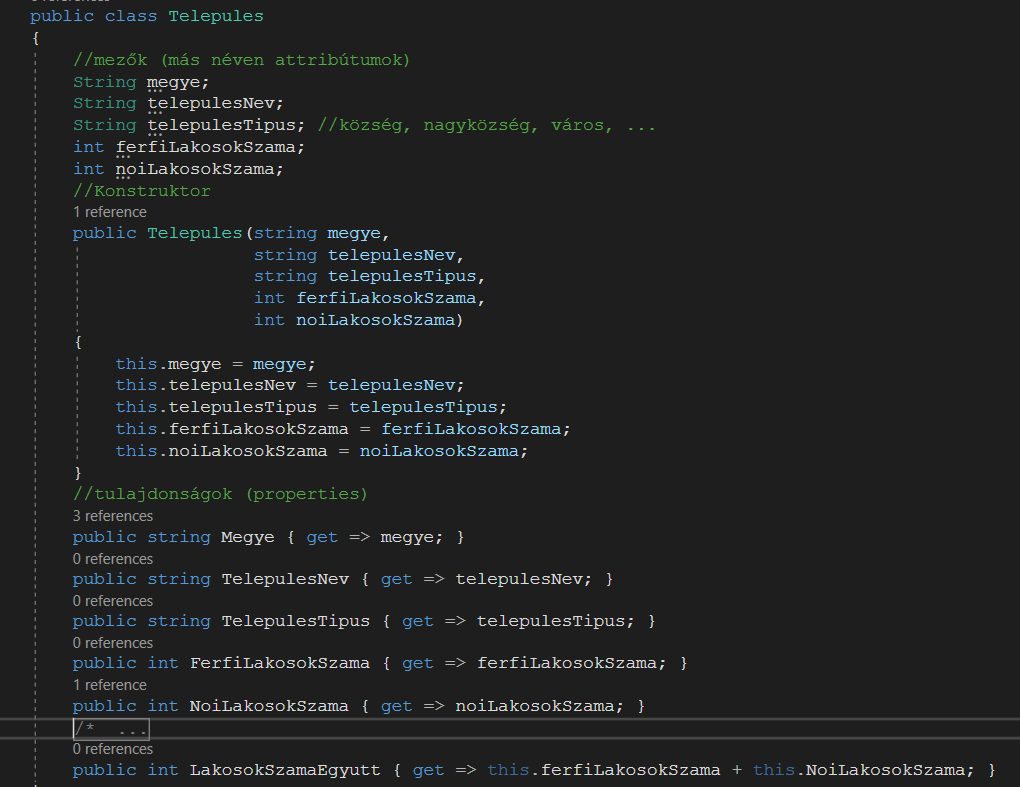 public class Telepules
{
//mezők (más néven attribútumok)
String megye;
String telepulesNev;
String telepulesTipus; //község, nagyközség, város, ...
int ferfiLakosokSzama;
int noiLakosokSzama;
//Konstruktor
1 reference
public Telepules(string megye,
string telepulesNev,
string telepulesTipus,
int ferfiLakosokSzama,
int noiLakosokSzama)
{
this.megye = megye;
this.telepulesNev = telepulesNev;
this.telepulesTipus = telepulesTipus;
this.ferfiLakosokSzama = ferfiLakosokSzama;
this.noiLakosokSzama = noiLakosokSzama;
}
//tulajdonságok (properties)
3 references
public string Megye { get => megye; }
0 references
public string TelepulesNev { get => telepulesNev; }
0 references
public string TelepulesTipus { get => telepulesTipus; }
0 references
public int FerfiLakosokSzama { get => ferfiLakosokSzama; }
1 reference
public int NoiLakosokSzama { get => noiLakosokSzama; }
/* ...
0 references
public int LakosokSzamaEgyutt { get => this.ferfiLakosokSzama + this.NoiLakosokSzama; }